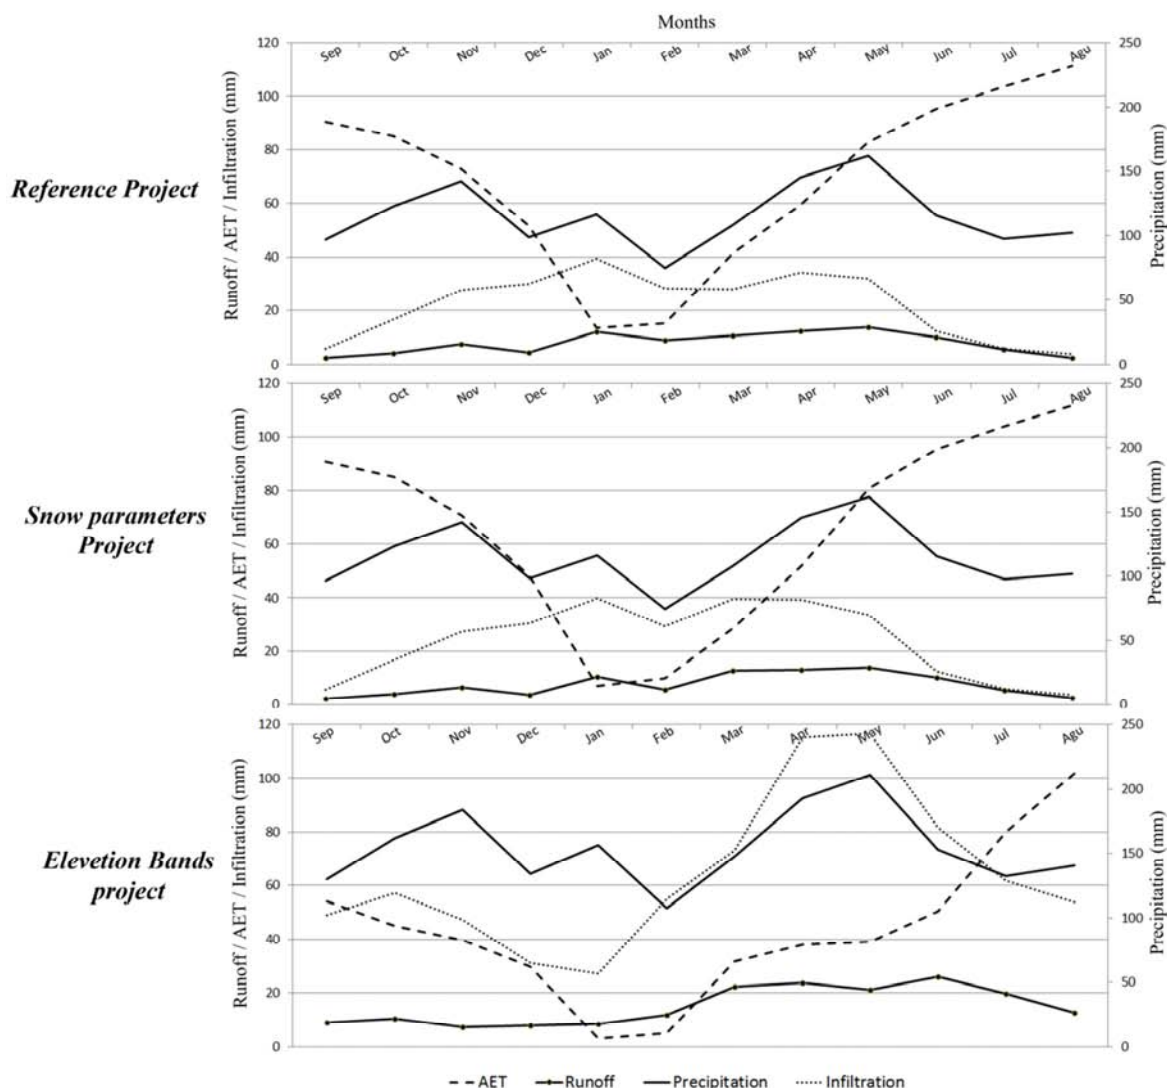 Months
120
100
80
60
40
20
0
Sep
Oct
Nov
Dec
Jan
Feb
Mar
Apr
May
Jun
Jul
Agu
250
200
150
100
50
0
Runoff / AET / Infiltration (mm)
Precipitation (mm)
Reference Project
120
100
80
60
40
20
0
Sep
Oct
Nov
Dec
Jan
Feb
Mar
Apr
May
Jun
Jul
Agu
250
200
150
100
50
0
Runoff / AET / Infiltration (mm)
Precipitation (mm)
Snow parameters
Project
120
100
80
60
40
20
0
Sep
Oct
Nov
Dec
Jan
Feb
Mar
Apr
May
Jun
Jul
Agu
250
200
150
100
50
0
Runoff / AET / Infiltration (mm)
Precipitation (mm)
Elevetion Bands
project
AET Runoff Precipitation Infiltration